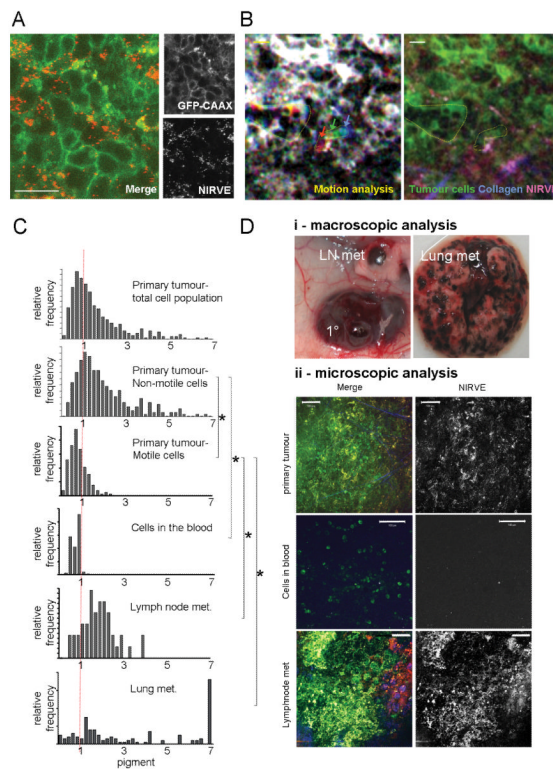 A
Merge
GFP-CAAX
NIRVE
B
Motion analysis
Tumour cells Collagen NIRVE
C
relative
frequency
Primary tumour-
total cell population
1 3 5 7
relative
frequency
Primary tumour-
Non-motile cells
1 3 5 7
*
relative
frequency
Primary tumour-
Motile cells
1 3 5 7
*
relative
frequency
Cells in the blood
1 3 5 7
*
relative
frequency
Lymph node met.
1 3 5 7
*
relative
frequency
Lung met.
1 3 5 7
pigment
D
i - macroscopic analysis
LN met
1°
Lung met
ii - microscopic analysis
Merge
NIRVE
primary tumour
Cells in blood
Lymphnode met